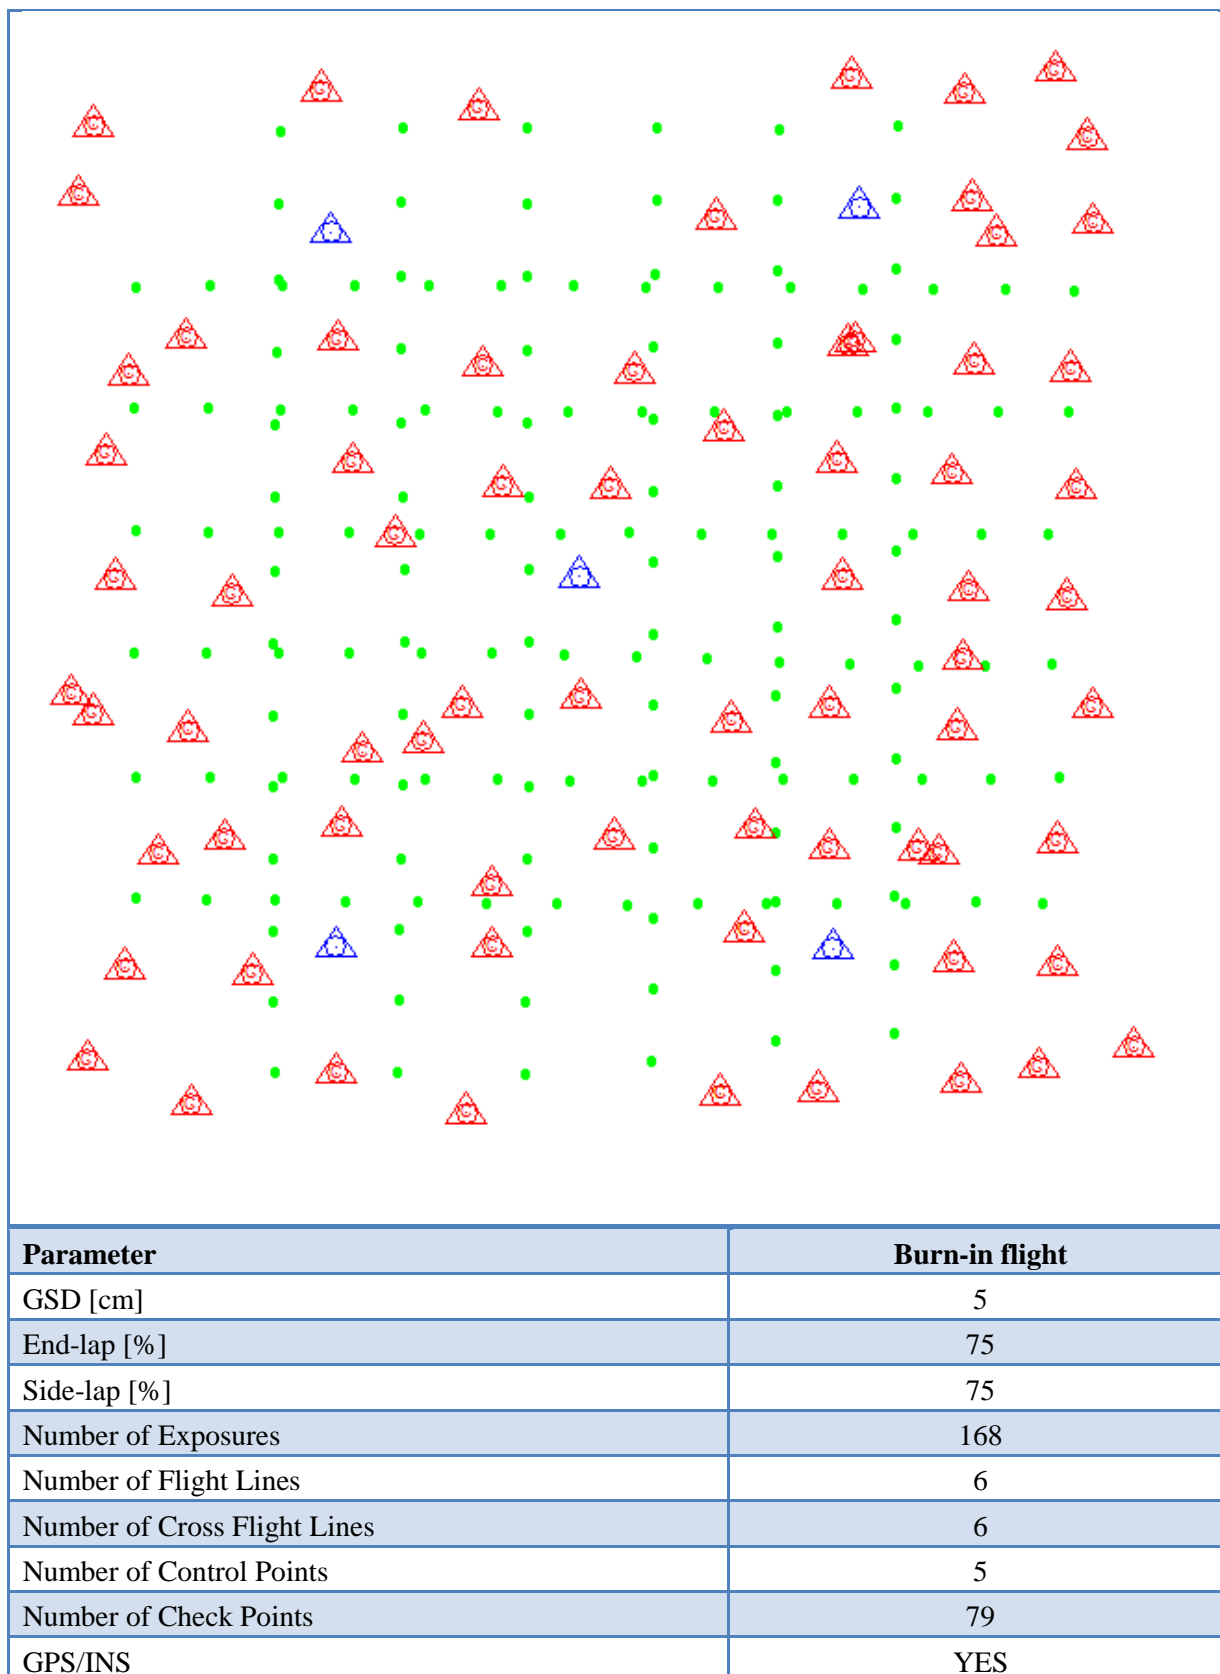 Parameter Burn-in flight
GSD [cm] 5
End-lap [%] 75
Side-lap [%] 75
Number of Exposures 168
Number of Flight Lines 6
Number of Cross Flight Lines 6
Number of Control Points 5
Number of Check Points 79
GPS/INS YES